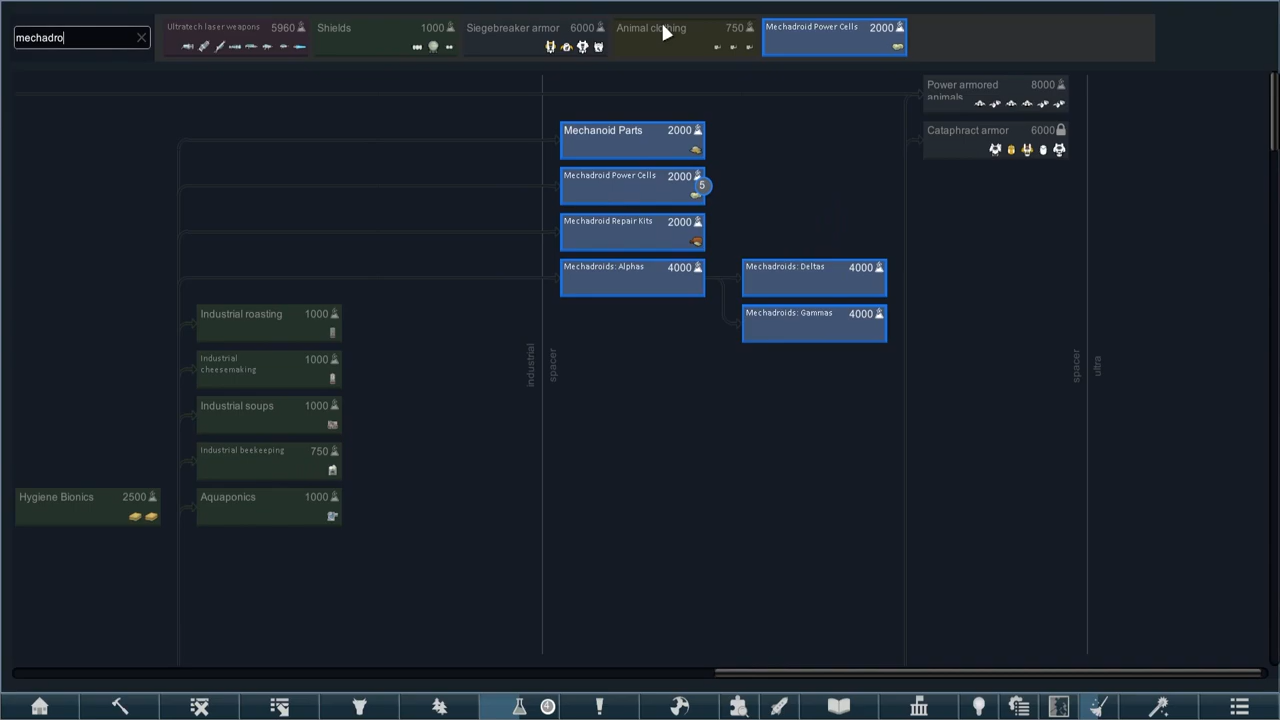 mechadro
Ultratech laser weapons 5960
Shields 1000
Siegebreaker armor 6000
Animal clothing 750
Mechadroid Power Cells 2000
Power armored animals 8000
Mechanoid Parts 2000
Cataphract armor 6000
Mechadroid Power Cells 2000
5
Mechadroid Repair Kits 2000
Mechadroids: Alphas 4000
Mechadroids: Deltas 4000
Industrial roasting 1000
Mechadroids: Gammas 4000
Industrial cheesemaking 1000
industrial
spacer
spacer
ultra
Industrial soups 1000
Industrial beekeeping 750
Hygiene Bionics 2500
Aquaponics 1000
4